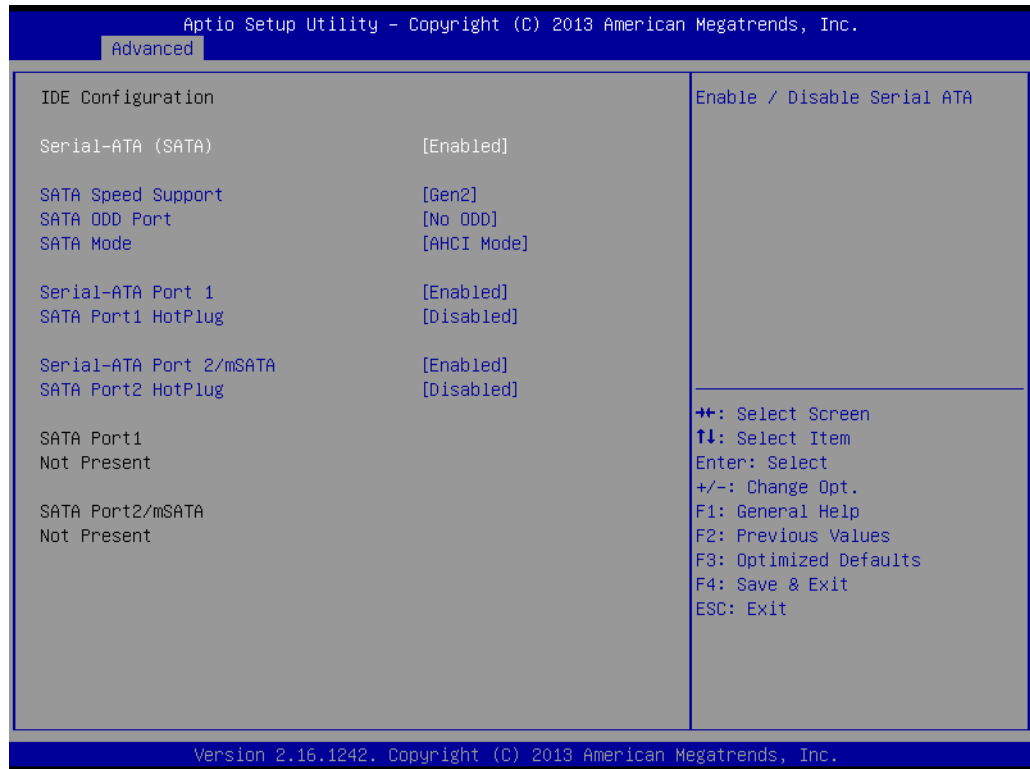 Aptio Setup Utility – Copyright (C) 2013 American Megatrends, Inc.
Advanced
IDE Configuration
Serial-ATA (SATA) [Enabled]
SATA Speed Support [Gen2]
SATA ODD Port [No ODD]
SATA Mode [AHCI Mode]
Serial-ATA Port 1 [Enabled]
SATA Port1 HotPlug [Disabled]
Serial-ATA Port 2/mSATA [Enabled]
SATA Port2 HotPlug [Disabled]
SATA Port1
Not Present
SATA Port2/mSATA
Not Present
Enable / Disable Serial ATA
→←: Select Screen
↑↓: Select Item
Enter: Select
+/-: Change Opt.
F1: General Help
F2: Previous Values
F3: Optimized Defaults
F4: Save & Exit
ESC: Exit
Version 2.16.1242. Copyright (C) 2013 American Megatrends, Inc.